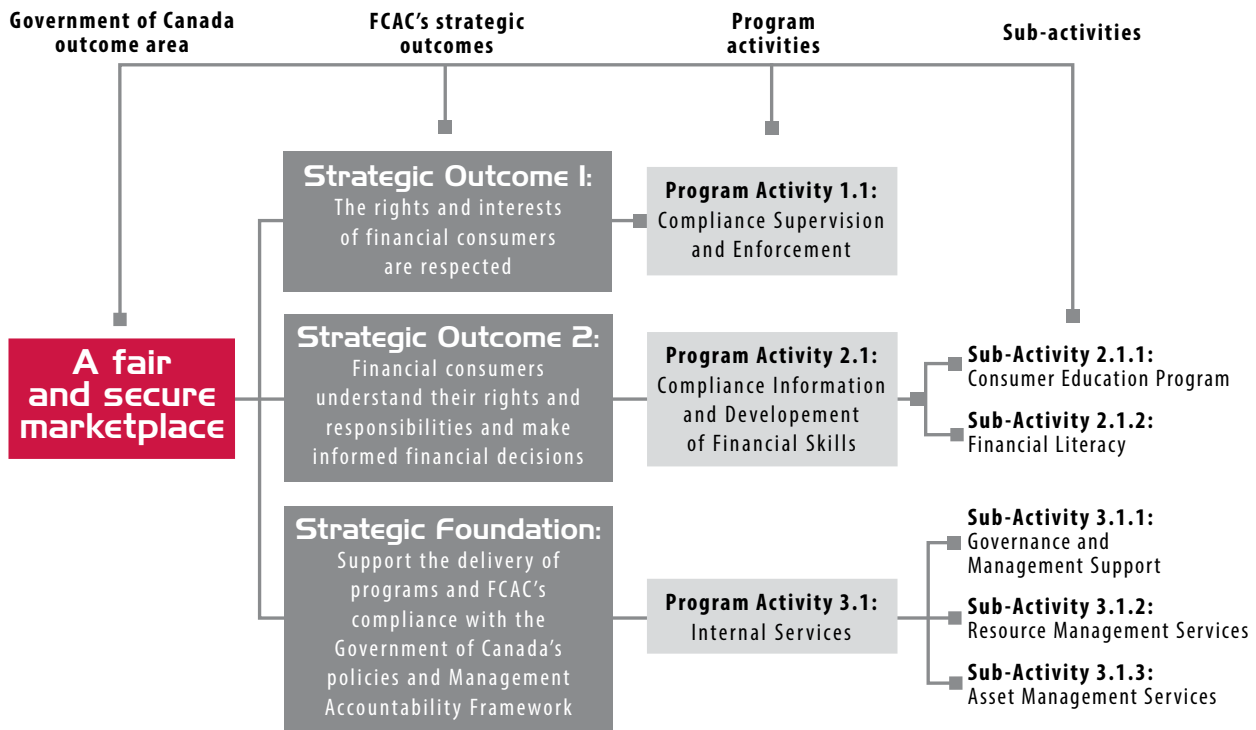 Government of Canada
outcome area
FCAC's strategic
outcomes
Program
activities
Sub-activities
A fair
and secure
marketplace
Strategic Outcome 1:
The rights and interests
of financial consumers
are respected
Program Activity 1.1:
Compliance Supervision
and Enforcement
Strategic Outcome 2:
Financial consumers
understand their rights and
responsibilities and make
informed financial decisions
Program Activity 2.1:
Compliance Information
and Developement
of Financial Skills
Sub-Activity 2.1.1:
Consumer Education Program
Sub-Activity 2.1.2:
Financial Literacy
Strategic Foundation:
Support the delivery of
programs and FCAC's
compliance with the
Government of Canada's
policies and Management
Accountability Framework
Program Activity 3.1:
Internal Services
Sub-Activity 3.1.1:
Governance and
Management Support
Sub-Activity 3.1.2:
Resource Management Services
Sub-Activity 3.1.3:
Asset Management Services